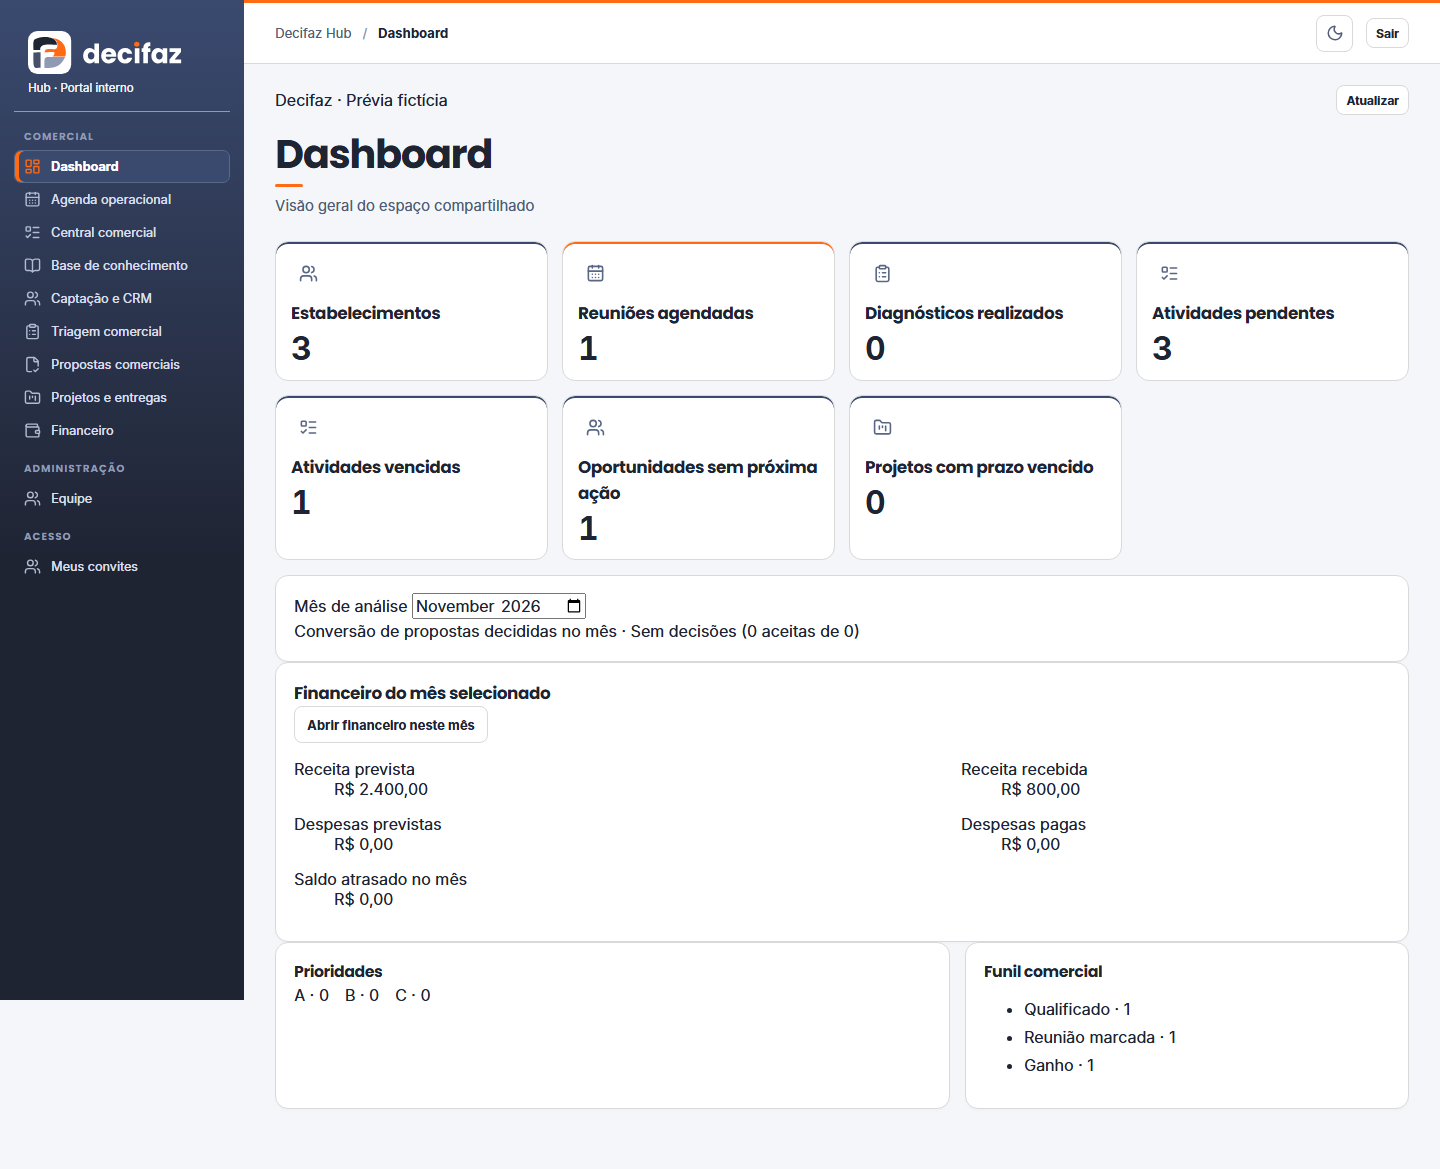 decifaz
Hub · Portal interno
COMERCIAL
Dashboard
Agenda operacional
Central comercial
Base de conhecimento
Captação e CRM
Triagem comercial
Propostas comerciais
Projetos e entregas
Financeiro
ADMINISTRAÇÃO
Equipe
ACESSO
Meus convites
Decifaz Hub / Dashboard
Sair
Decifaz · Prévia fictícia
Atualizar
Dashboard
Visão geral do espaço compartilhado
Estabelecimentos
3
Reuniões agendadas
1
Diagnósticos realizados
0
Atividades pendentes
3
Atividades vencidas
1
Oportunidades sem próxima
ação
1
Projetos com prazo vencido
0
Mês de análise November 2026
Conversão de propostas decididas no mês · Sem decisões (0 aceitas de 0)
Financeiro do mês selecionado
Abrir financeiro neste mês
Receita prevista
R$ 2.400,00
Receita recebida
R$ 800,00
Despesas previstas
R$ 0,00
Despesas pagas
R$ 0,00
Saldo atrasado no mês
R$ 0,00
Prioridades
A · 0 B · 0 C · 0
Funil comercial
• Qualificado · 1
• Reunião marcada · 1
• Ganho · 1